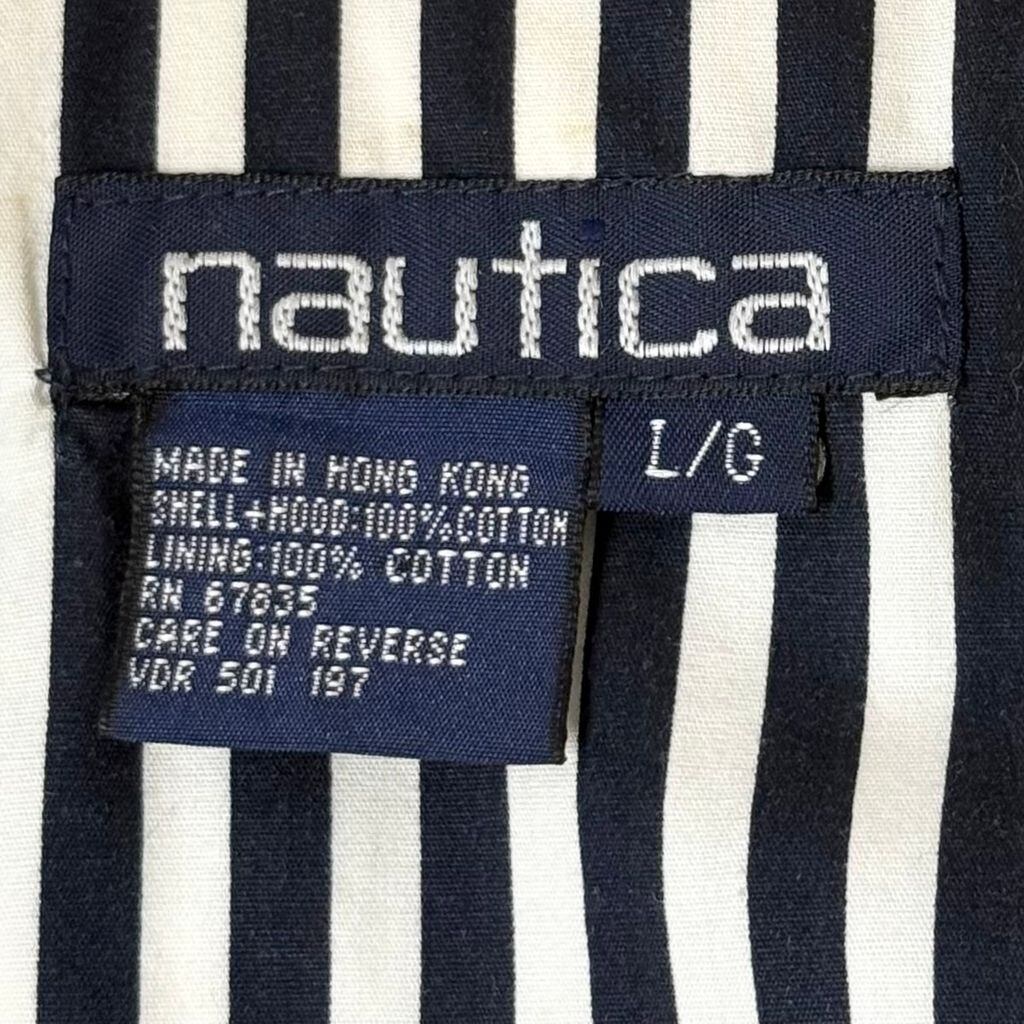 nautica
L/G
MADE IN HONG KONG
SHELL+HOOD:100%COTTON
LINING:100% COTTON
RN 67835
CARE ON REVERSE
VDR 501 197